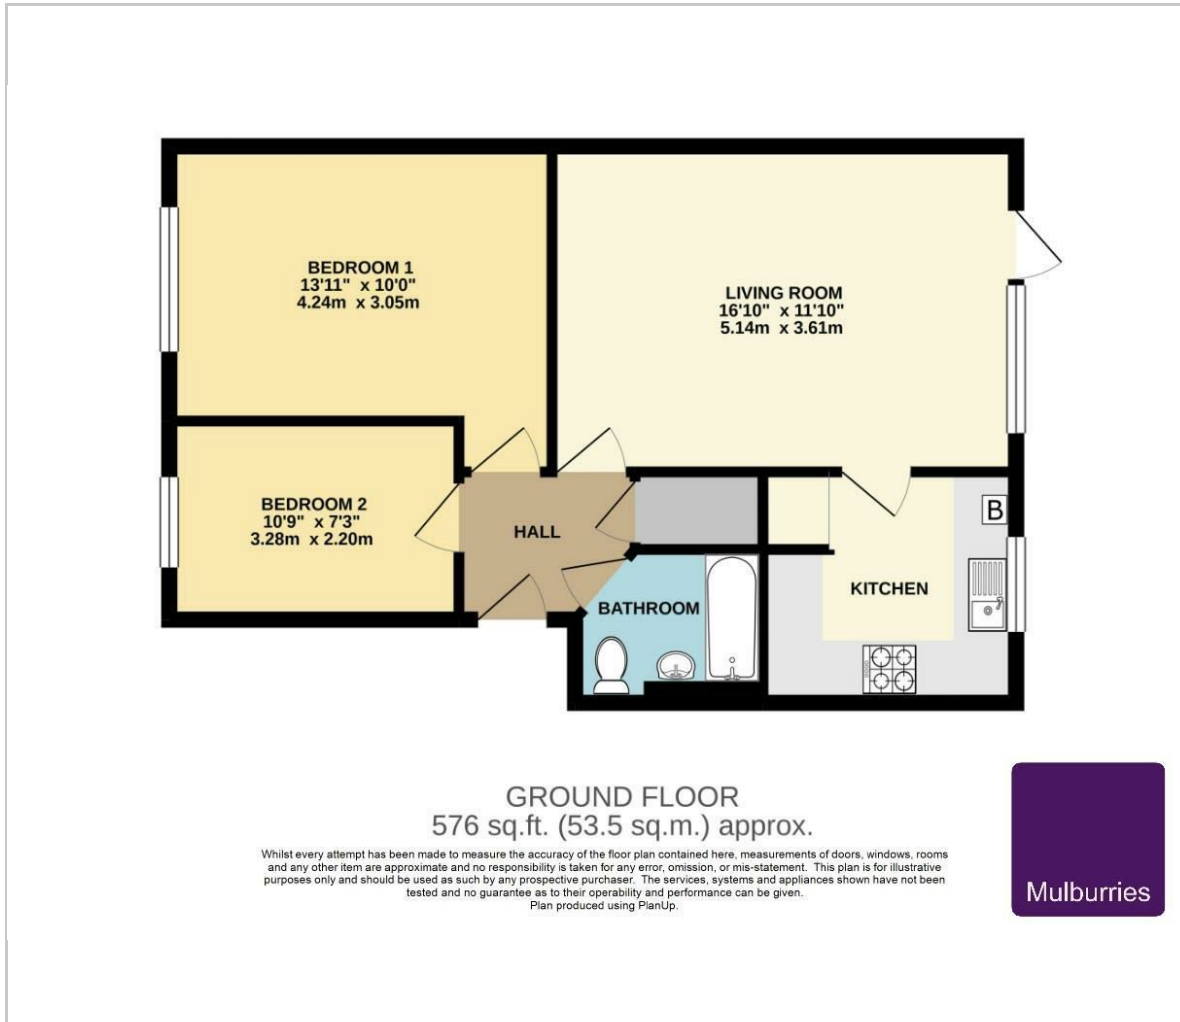 BEDROOM 1
13'11" x 10'0"
4.24m x 3.05m
LIVING ROOM
16'10" x 11'10"
5.14m x 3.61m
BEDROOM 2
10'9" x 7'3"
3.28m x 2.20m
HALL
B
KITCHEN
BATHROOM
GROUND FLOOR
576 sq.ft. (53.5 sq.m.) approx.
Whilst every attempt has been made to measure the accuracy of the floor plan contained here, measurements of doors, windows, rooms
and any other item are approximate and no responsibility is taken for any error, omission, or mis-statement. This plan is for illustrative
purposes only and should be used as such by any prospective purchaser. The services, systems and appliances shown have not been
tested and no guarantee as to their operability and performance can be given.
Plan produced using PlanUp.
Mulburries